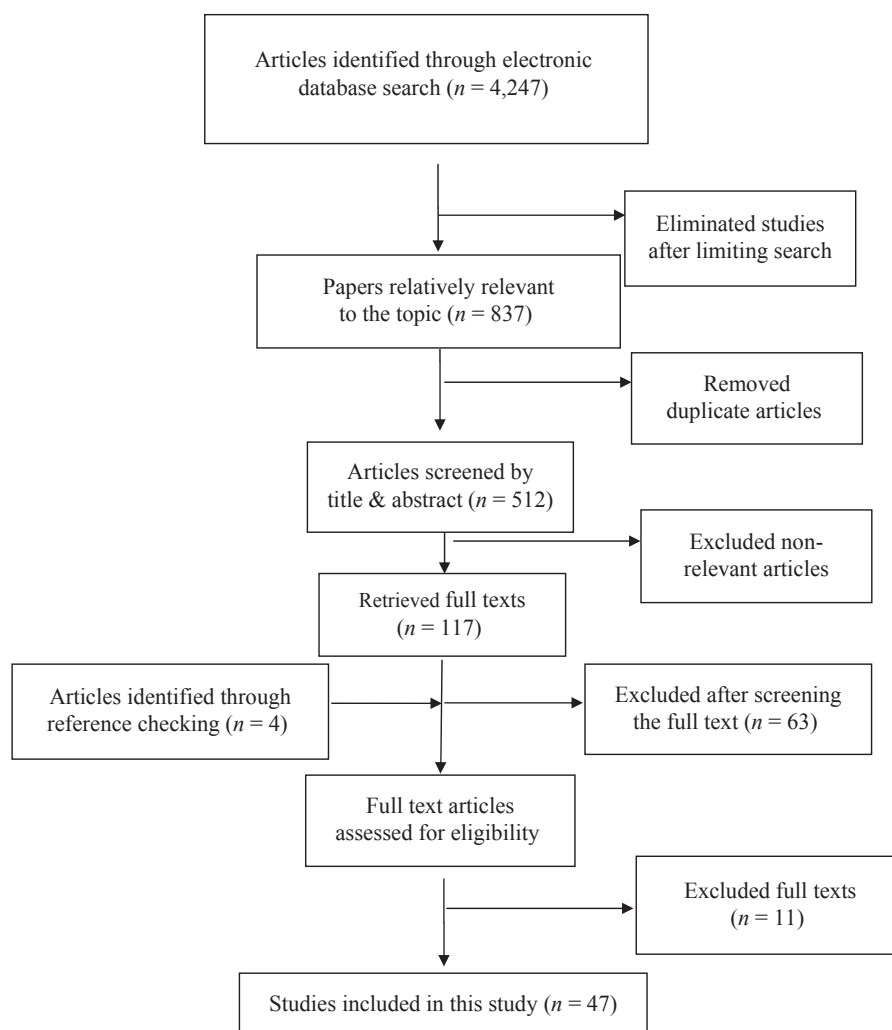 Articles identified through electronic
database search (n = 4,247)
Eliminated studies
after limiting search
Papers relatively relevant
to the topic (n = 837)
Removed
duplicate articles
Articles screened by
title & abstract (n = 512)
Excluded non-
relevant articles
Retrieved full texts
(n = 117)
Articles identified through
reference checking (n = 4)
Excluded after screening
the full text (n = 63)
Full text articles
assessed for eligibility
Excluded full texts
(n = 11)
Studies included in this study (n = 47)